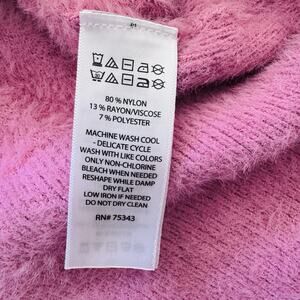 80 % NYLON
13 % RAYON/VISCOSE
7 % POLYESTER
MACHINE WASH COOL
- DELICATE CYCLE
WASH WITH LIKE COLORS
ONLY NON-CHLORINE
BLEACH WHEN NEEDED
RESHAPE WHILE DAMP
DRY FLAT
LOW IRON IF NEEDED
DO NOT DRY CLEAN
RN# 75343